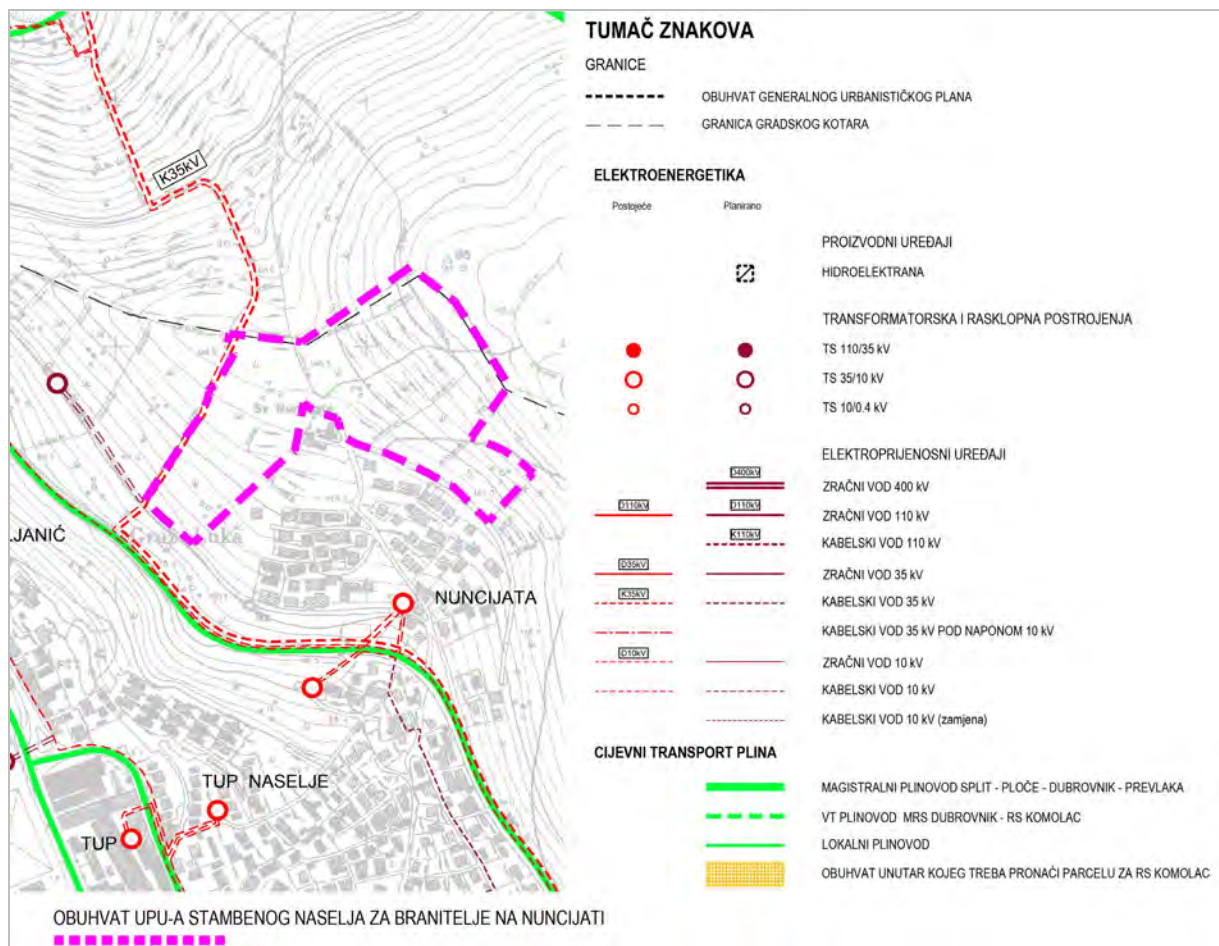 K35kV
LJANIĆ
NUNCIJATA
TUP NASELJE
TUP
OBUHVAT UPU-A STAMBENOG NASELJA ZA BRANITELJE NA NUNCIJATI
TUMAČ ZNAKOVA
GRANICE
OBUHVAT GENERALNOG URBANISTIČKOG PLANA
GRANICA GRADSKOG KOTARA
ELEKTROENERGETIKA
Postojeće Planirano
PROIZVODNI UREĐAJI
HIDROELEKTRANA
TRANSFORMATORSKA I RASKLOPNA POSTROJENJA
TS 110/35 kV
TS 35/10 kV
TS 10/0.4 kV
ELEKTROPRIJENOSNI UREĐAJI
D400kV
ZRAČNI VOD 400 kV
D110kV D110kV
ZRAČNI VOD 110 kV
K110kV
KABELSKI VOD 110 kV
D35kV
ZRAČNI VOD 35 kV
K35kV
KABELSKI VOD 35 kV
KABELSKI VOD 35 kV POD NAPONOM 10 kV
D10kV
ZRAČNI VOD 10 kV
KABELSKI VOD 10 kV
KABELSKI VOD 10 kV (zamjena)
CIJEVNI TRANSPORT PLINA
MAGISTRALNI PLINOVOD SPLIT - PLOČE - DUBROVNIK - PREVLAKA
VT PLINOVOD MRS DUBROVNIK - RS KOMOLAC
LOKALNI PLINOVOD
OBUHVAT UNUTAR KOJEG TREBA PRONAĆI PARCELU ZA RS KOMOLAC